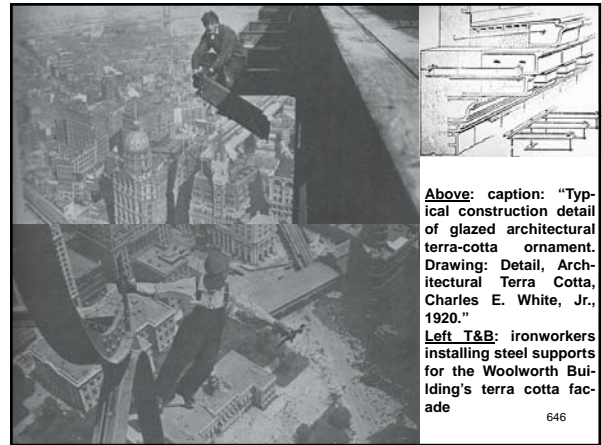 Above: caption: “Typ-
ical construction detail
of glazed architectural
terra-cotta ornament.
Drawing: Detail, Arch-
itectural Terra Cotta,
Charles E. White, Jr.,
1920.”
Left T&B: ironworkers
installing steel supports
for the Woolworth Bui-
lding’s terra cotta fac-
ade
646